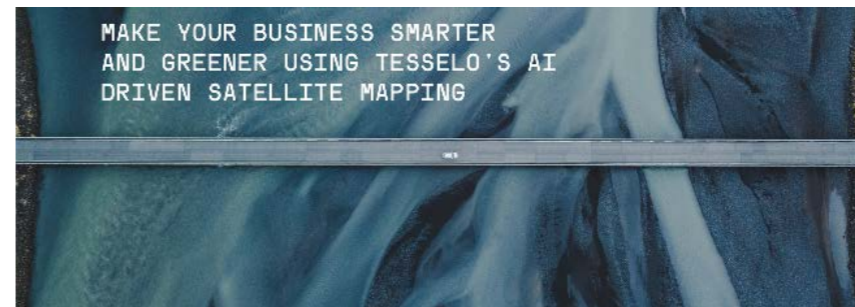 MAKE YOUR BUSINESS SMARTER
AND GREENER USING TESSELO'S AI
DRIVEN SATELLITE MAPPING